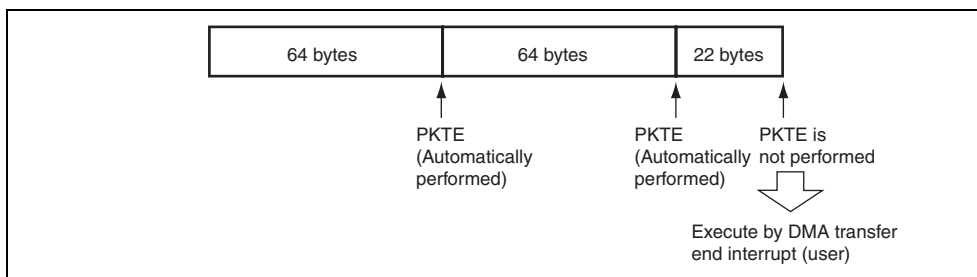 64 bytes
64 bytes
22 bytes
PKTE
(Automatically
performed)
PKTE
(Automatically
performed)
PKTE is
not performed
Execute by DMA transfer
end interrupt (user)